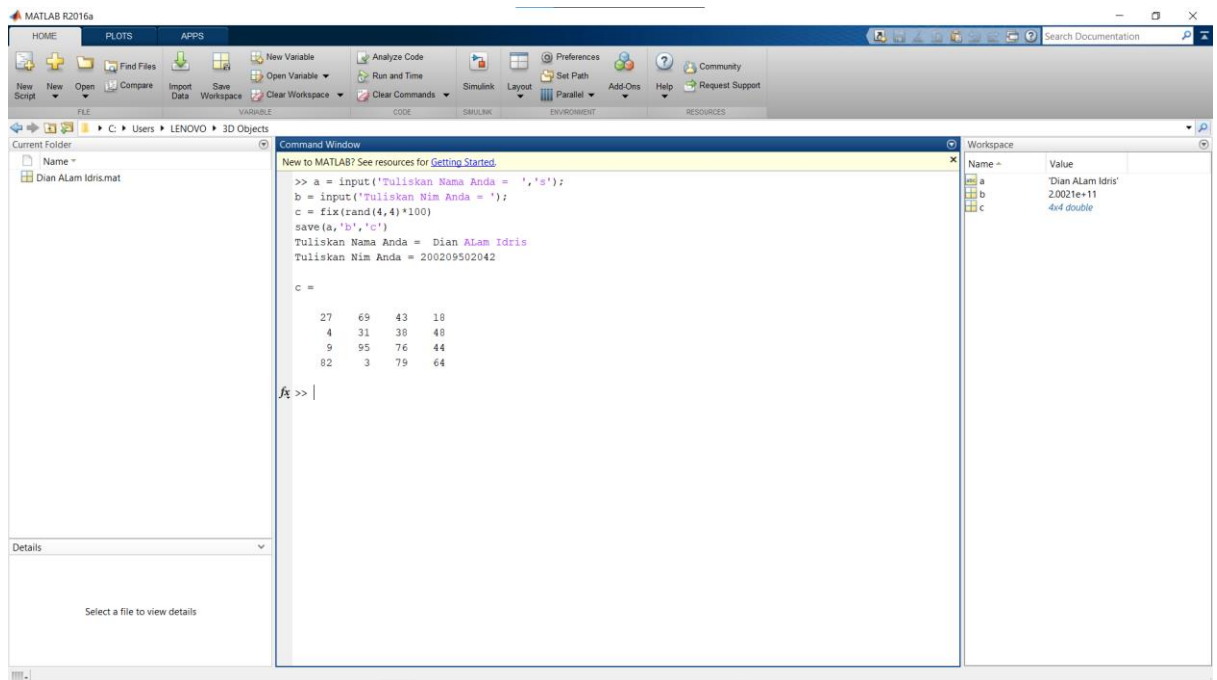 MATLAB R2016a
HOME PLOTS APPS
Search Documentation
New Script
New
Open
Find Files
Compare
Import Data
Save Workspace
New Variable
Open Variable
Clear Workspace
Analyze Code
Run and Time
Clear Commands
Simulink
Layout
Preferences
Set Path
Parallel
Add-Ons
Help
Community
Request Support
FILE VARIABLE CODE SIMULINK ENVIRONMENT RESOURCES
C: Users LENOVO 3D Objects
Current Folder
Name
Dian ALam Idris.mat
Details
Select a file to view details
Command Window
New to MATLAB? See resources for Getting Started.
>> a = input('Tuliskan Nama Anda =  ','s');
b = input('Tuliskan Nim Anda = ');
c = fix(rand(4,4)*100)
save(a,'b','c')
Tuliskan Nama Anda =  Dian ALam Idris
Tuliskan Nim Anda = 200209502042
c =
27 69 43 18
4 31 38 48
9 95 76 44
82 3 79 64
fx >>
Workspace
Name Value
a 'Dian ALam Idris'
b 2.0021e+11
c 4x4 double